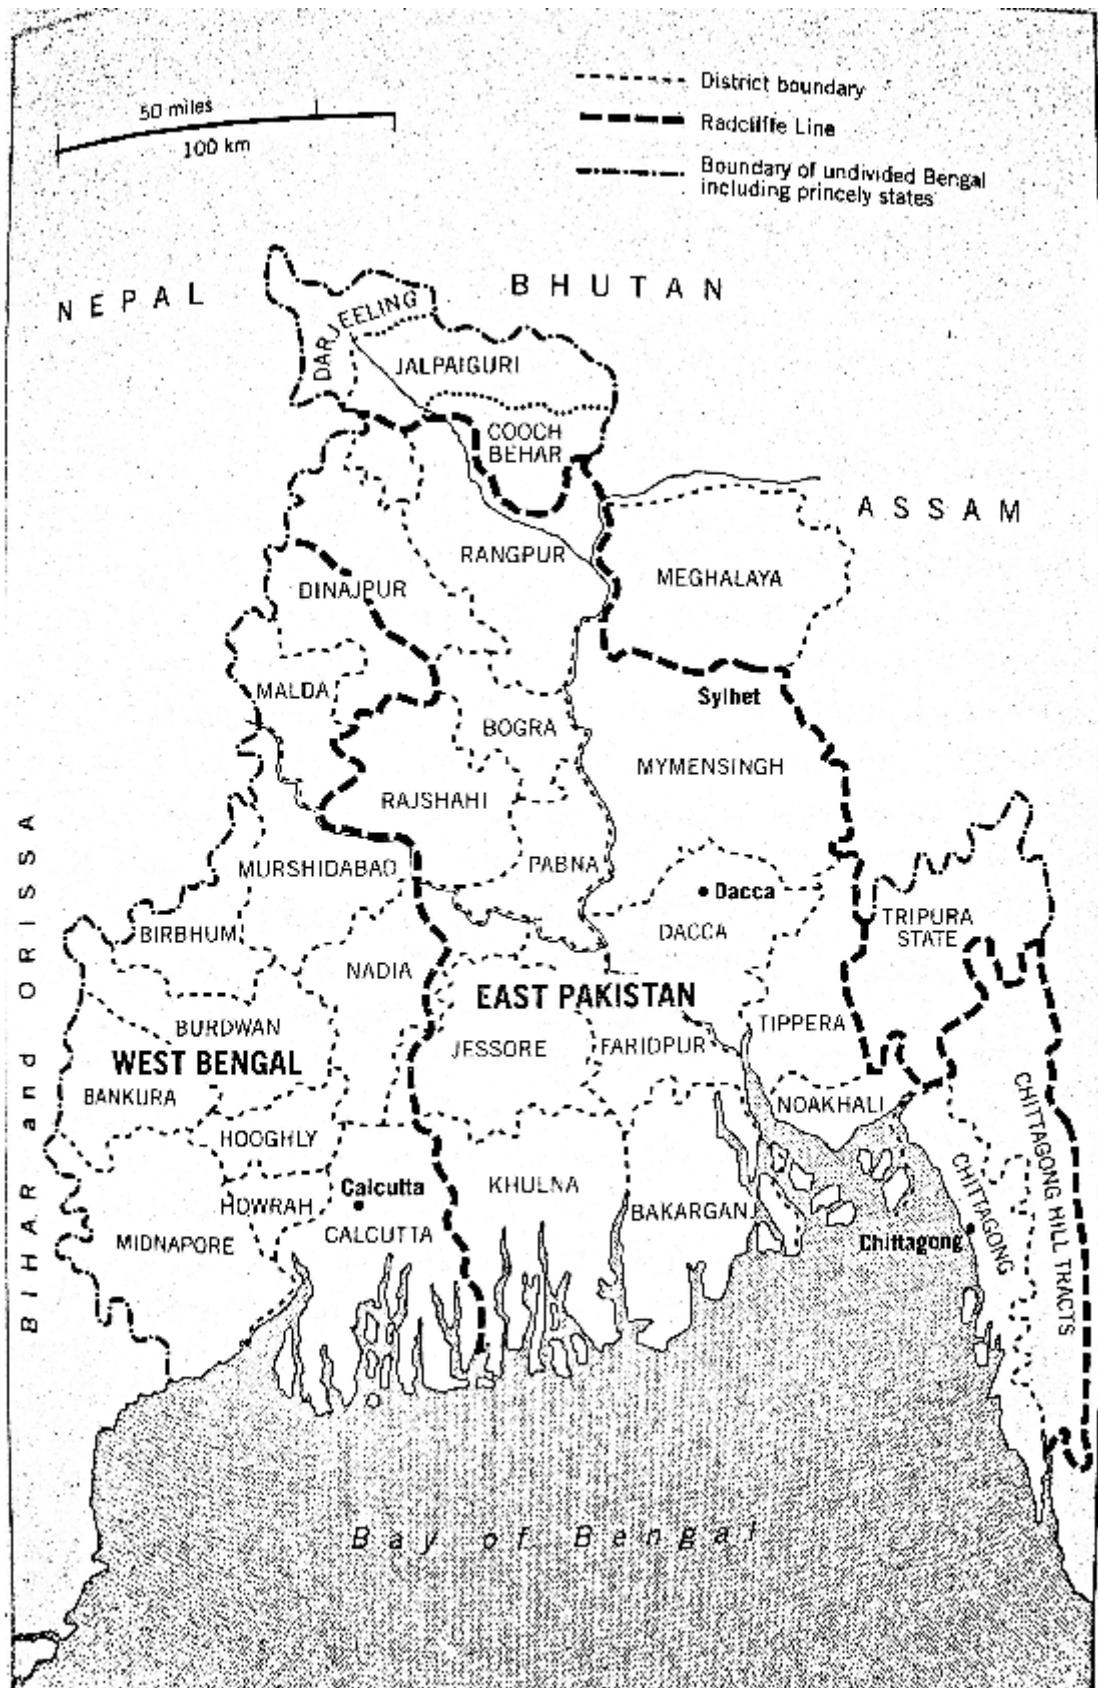 50 miles
100 km
District boundary
Radcliffe Line
Boundary of undivided Bengal
including princely states
NEPAL
BHUTAN
DARJEELING
JALPAIGURI
COOCH
BEHAR
ASSAM
RANGPUR
MEGHALAYA
DINAJPUR
MALDA
Sylhet
BOGRA
MYMENSINGH
RAJSHAHI
BIHAR and ORISSA
MURSHIDABAD
PABNA
Dacca
DACCA
TRIPURA
STATE
BIRBHUM
NADIA
EAST PAKISTAN
BURDWAN
TIPPERA
WEST BENGAL
JESSORE
FARIDPUR
BANKURA
NOAKHALI
HOOGHLY
CHITTAGONG HILL TRACTS
CHITTAGONG
KHULNA
Calcutta
HOWRAH
BAKARGANJ
CALCUTTA
MIDNAPORE
Chittagong
Bay of Bengal